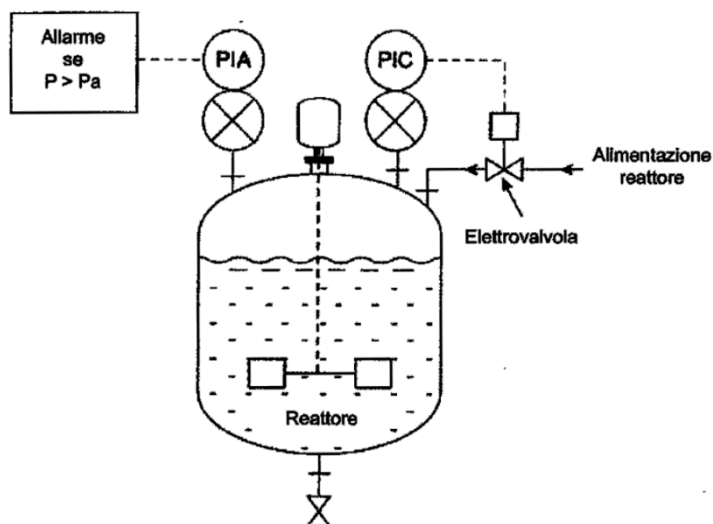 Allarme
se
P > Pa
PIA
PIC
Alimentazione
reattore
Elettrovalvola
Reattore